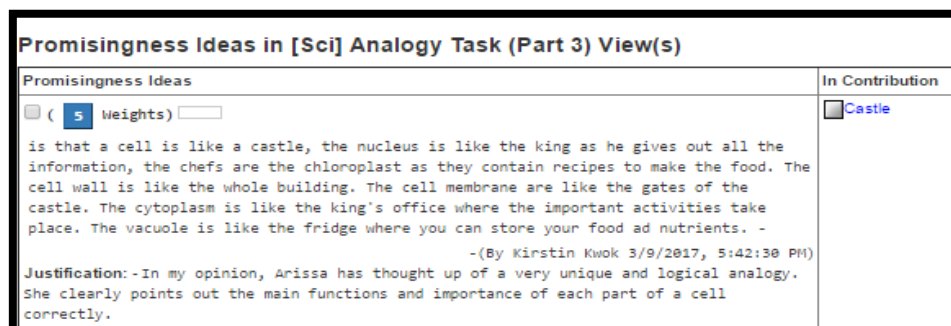 Promisingness Ideas in [Sci] Analogy Task (Part 3) View(s)
Promisingness Ideas In Contribution
( 5 Weights) Castle
is that a cell is like a castle, the nucleus is like the king as he gives out all the
information, the chefs are the chloroplast as they contain recipes to make the food. The
cell wall is like the whole building. The cell membrane are like the gates of the
castle. The cytoplasm is like the king's office where the important activities take
place. The vacuole is like the fridge where you can store your food ad nutrients. -
-(By Kirstin Kwok 3/9/2017, 5:42:30 PM)
Justification: -In my opinion, Arissa has thought up of a very unique and logical analogy.
She clearly points out the main functions and importance of each part of a cell
correctly.